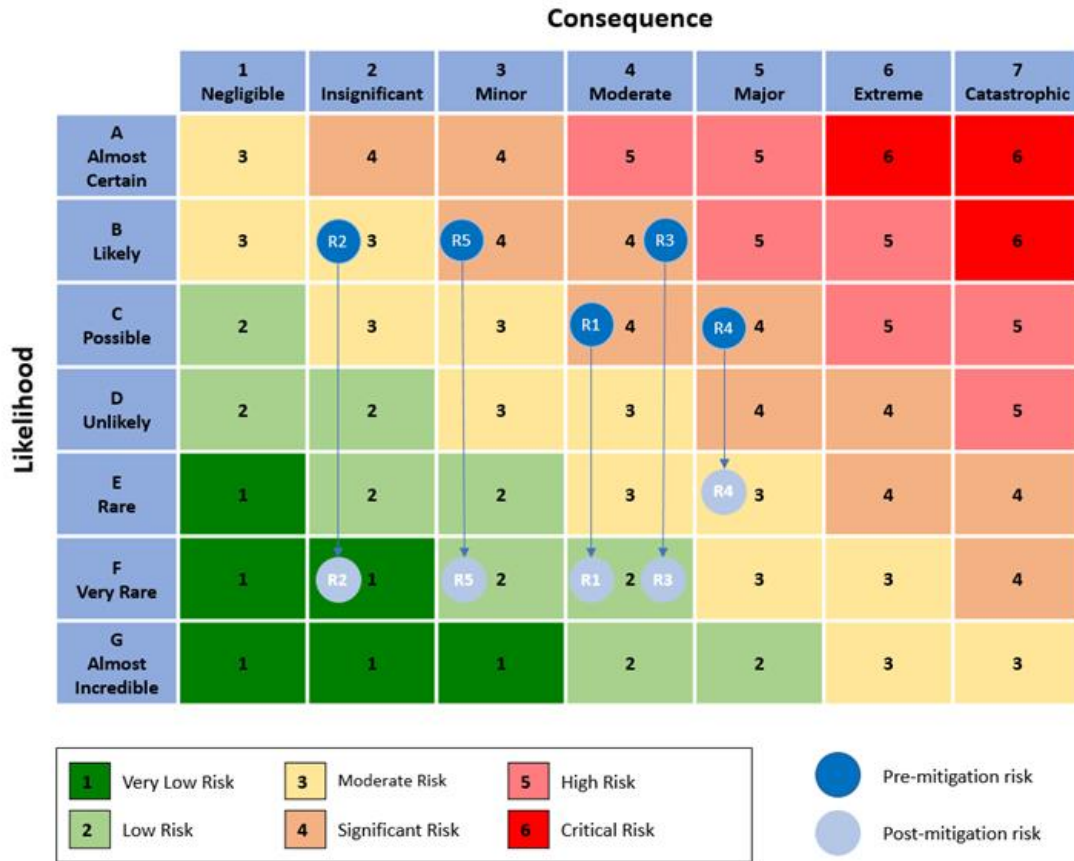 Consequence
1 2 3 4 5 6 7
Negligible Insignificant Minor Moderate Major Extreme Catastrophic
Likelihood
A
Almost
Certain
3 4 4 5 5 6 6
B
Likely
3 R2 3 R5 4 4 R3 5 5 6
C
Possible
2 3 3 R1 4 R4 4 5 5
D
Unlikely
2 2 3 3 4 4 5
E
Rare
1 2 2 3 R4 3 4 4
F
Very Rare
1 R2 1 R5 2 R1 2 R3 3 3 4
G
Almost
Incredible
1 1 1 2 2 3 3
1 Very Low Risk 3 Moderate Risk 5 High Risk
2 Low Risk 4 Significant Risk 6 Critical Risk
Pre-mitigation risk
Post-mitigation risk